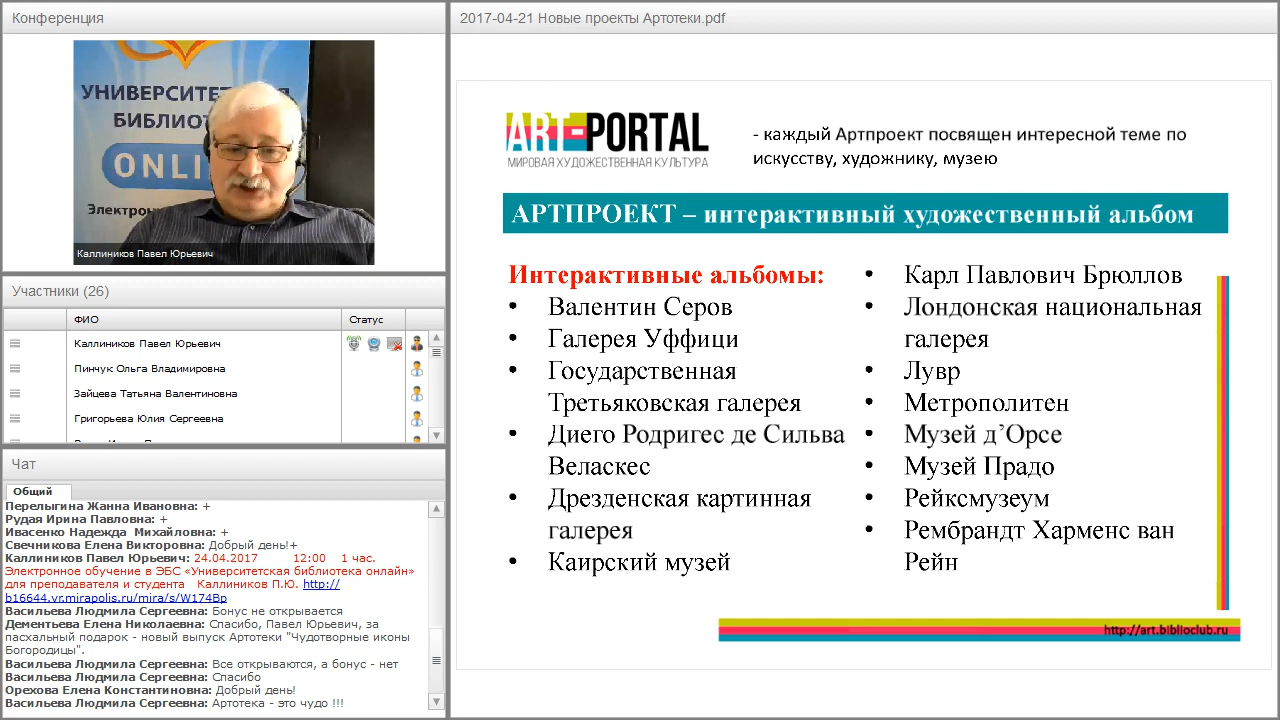 Конференция
УНИВЕРСИТЕТСКАЯ
БИБЛИО
ONLI
Электрон
Каллиников Павел Юрьевич
Участники (26)
ФИО
Статус
Каллиников Павел Юрьевич
Пинчук Ольга Владимировна
Зайцева Татьяна Валентиновна
Григорьева Юлия Сергеевна
Чат
Общий
Перелыгина Жанна Ивановна: +
Рудая Ирина Павловна: +
Ивасенко Надежда Михайловна: +
Свечникова Елена Викторовна: Добрый день!+
Каллиников Павел Юрьевич: 24.04.2017 12:00 1 час.
Электронное обучение в ЭБС «Университетская библиотека онлайн»
для преподавателя и студента Каллиников П.Ю. http://
b16644.vr.mirapolis.ru/mira/s/W174Bp
Васильева Людмила Сергеевна: Бонус не открывается
Дементьева Елена Николаевна: Спасибо, Павел Юрьевич, за
пасхальный подарок - новый выпуск Артотеки "Чудотворные иконы
Богородицы".
Васильева Людмила Сергеевна: Все открываются, а бонус - нет
Васильева Людмила Сергеевна: Спасибо
Орехова Елена Константиновна: Добрый день!
Васильева Людмила Сергеевна: Артотека - это чудо !!!
2017-04-21 Новые проекты Артотеки.pdf
ART-PORTAL
МИРОВАЯ ХУДОЖЕСТВЕННАЯ КУЛЬТУРА
- каждый Артпроект посвящен интересной теме по
искусству, художнику, музею
АРТПРОЕКТ – интерактивный художественный альбом
Интерактивные альбомы:
• Валентин Серов
• Галерея Уффици
• Государственная
Третьяковская галерея
• Диего Родригес де Сильва
Веласкес
• Дрезденская картинная
галерея
• Каирский музей
• Карл Павлович Брюллов
• Лондонская национальная
галерея
• Лувр
• Метрополитен
• Музей д’Орсе
• Музей Прадо
• Рейксмузеум
• Рембрандт Харменс ван
Рейн
http://art.biblioclub.ru